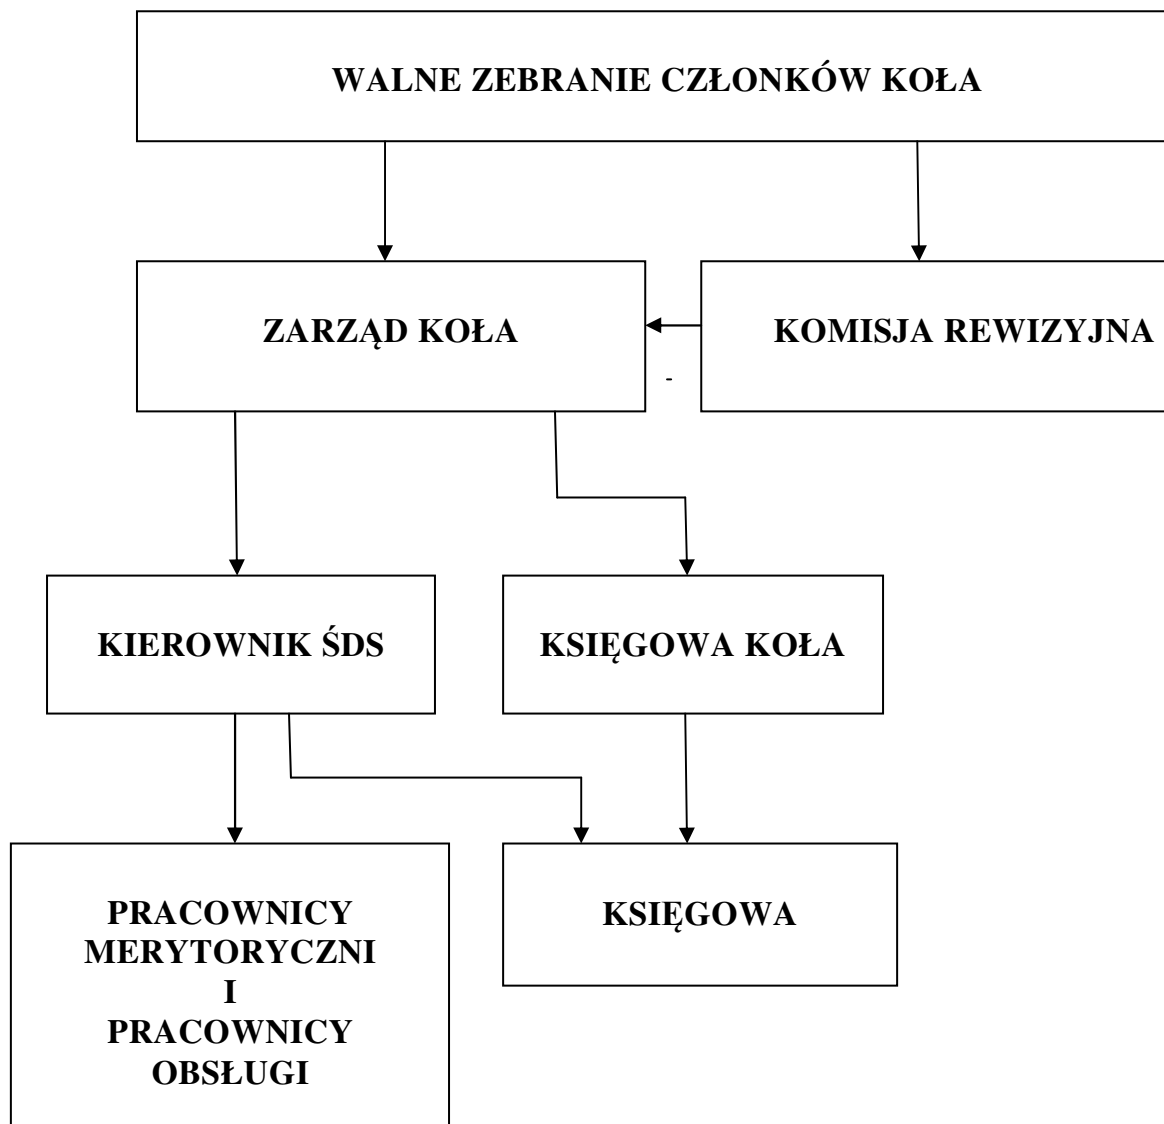 WALNE ZEBRANIE CZŁONKÓW KOŁA
ZARZĄD KOŁA
KOMISJA REWIZYJNA
-
KIEROWNIK ŚDS
KSIĘGOWA KOŁA
PRACOWNICY
MERYTORYCZNI
I
PRACOWNICY
OBSŁUGI
KSIĘGOWA